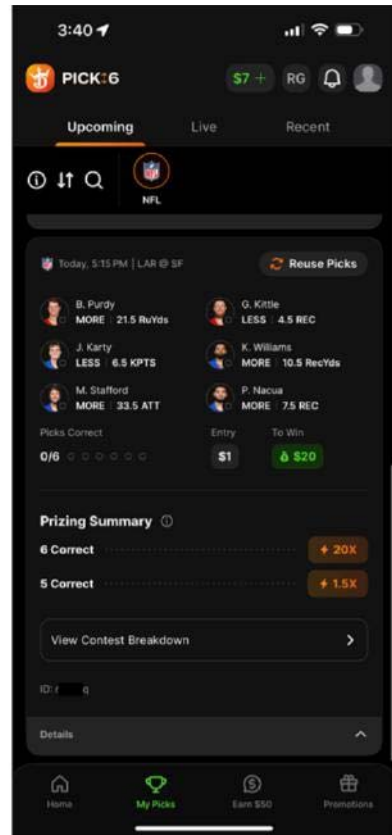 3:40
PICK:6
$7 +
RG
Upcoming
Live
Recent
NFL
Today, 5:15 PM | LAR @ SF
Reuse Picks
B. Purdy
MORE | 21.5 RuYds
G. Kittle
LESS | 4.5 REC
J. Karty
LESS | 6.5 KPTS
K. Williams
MORE | 10.5 RecYds
M. Stafford
MORE | 33.5 ATT
P. Nacua
MORE | 7.5 REC
Picks Correct
Entry
To Win
0/6
$1
$20
Prizing Summary
6 Correct
20X
5 Correct
1.5X
View Contest Breakdown
ID:
q
Details
Home
My Picks
Earn $50
Promotions